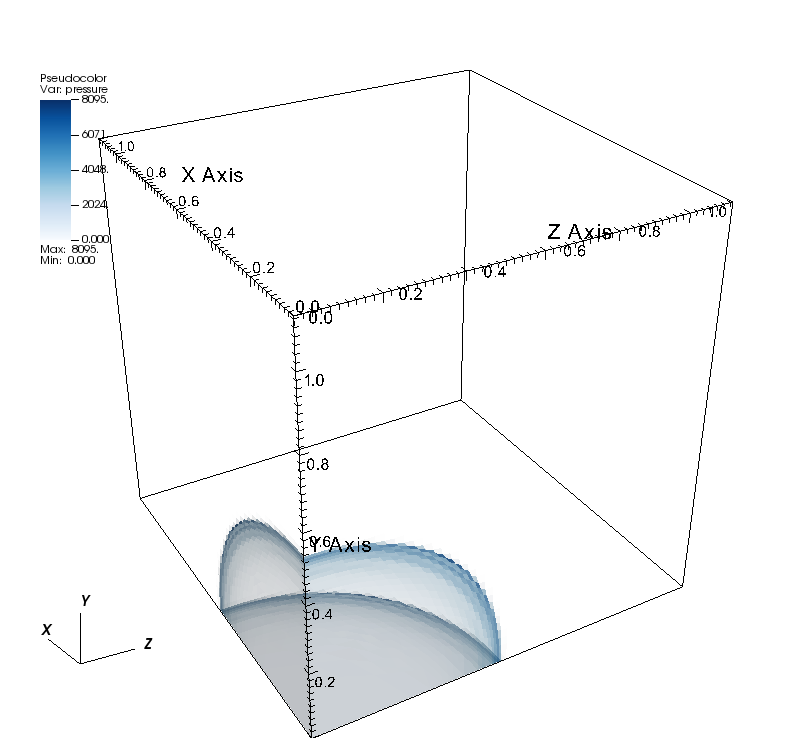 Pseudocolor
Var: pressure
8095.
6071.
4048.
2024.
0.000
Max: 8095.
Min: 0.000
1.0
0.8
X Axis
0.6
0.4
0.2
0.0
0.0
0.2
0.4
Z Axis
0.6
0.8
1.0
1.0
0.8
0.6
Y Axis
0.4
0.2
Y
X
Z